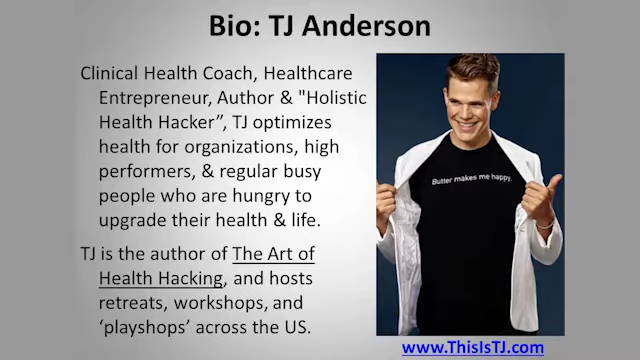 Bio: TJ Anderson
Clinical Health Coach, Healthcare
Entrepreneur, Author & "Holistic
Health Hacker”, TJ optimizes
health for organizations, high
performers, & regular busy
people who are hungry to
upgrade their health & life.
TJ is the author of The Art of
Health Hacking, and hosts
retreats, workshops, and
‘playshops’ across the US.
Butter makes me happy.
www.ThisIsTJ.com